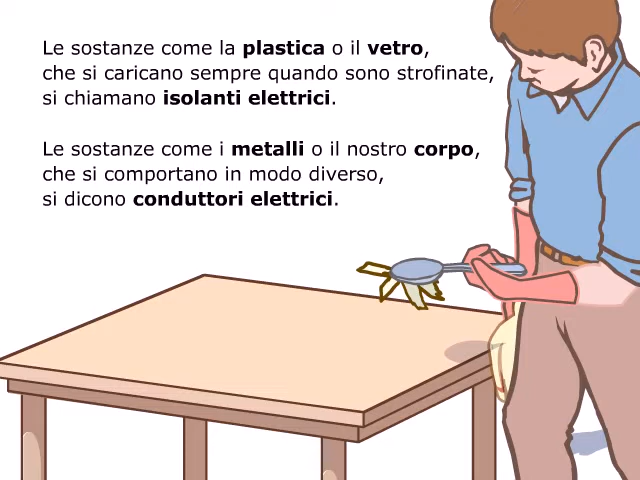 Le sostanze come la plastica o il vetro,
che si caricano sempre quando sono strofinate,
si chiamano isolanti elettrici.
Le sostanze come i metalli o il nostro corpo,
che si comportano in modo diverso,
si dicono conduttori elettrici.